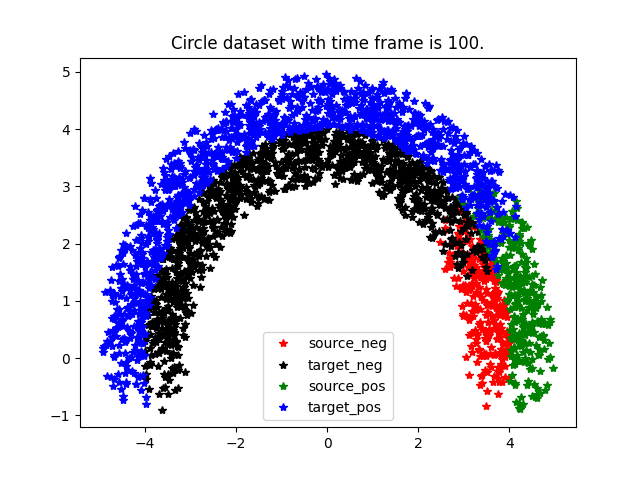 Circle dataset with time frame is 100.
5
4
3
2
1
0
−1
−4
−2
0
2
4
source_neg
target_neg
source_pos
target_pos